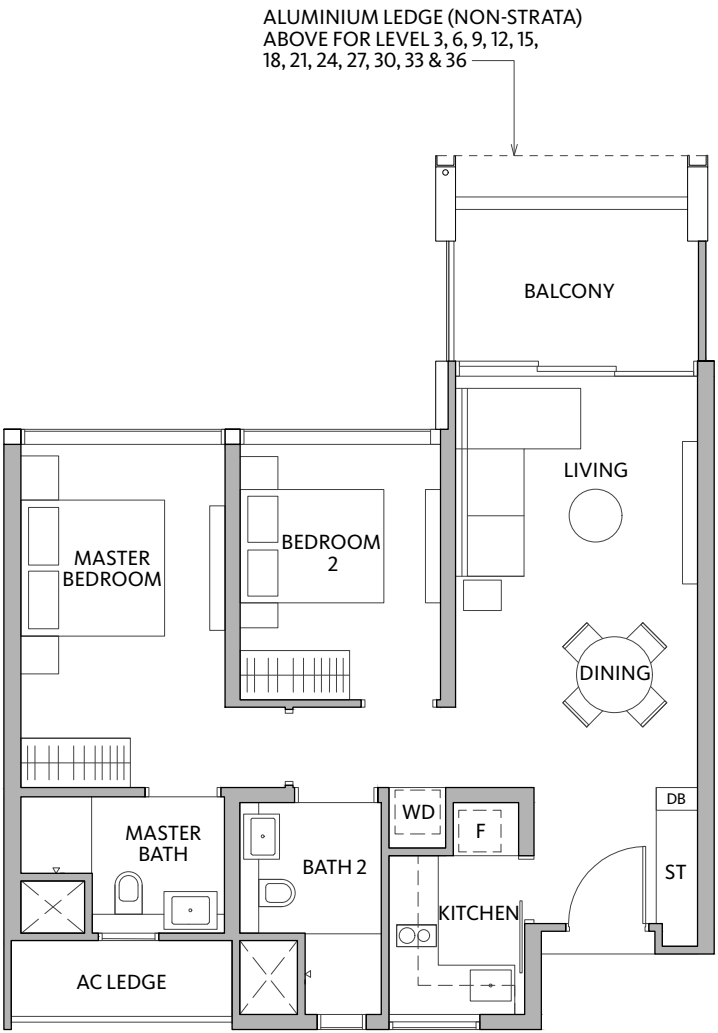 ALUMINIUM LEDGE (NON-STRATA)
ABOVE FOR LEVEL 3, 6, 9, 12, 15,
18, 21, 24, 27, 30, 33 & 36
BALCONY
LIVING
MASTER
BEDROOM
BEDROOM
2
DINING
MASTER
BATH
BATH 2
WD
F
KITCHEN
DB
ST
AC LEDGE